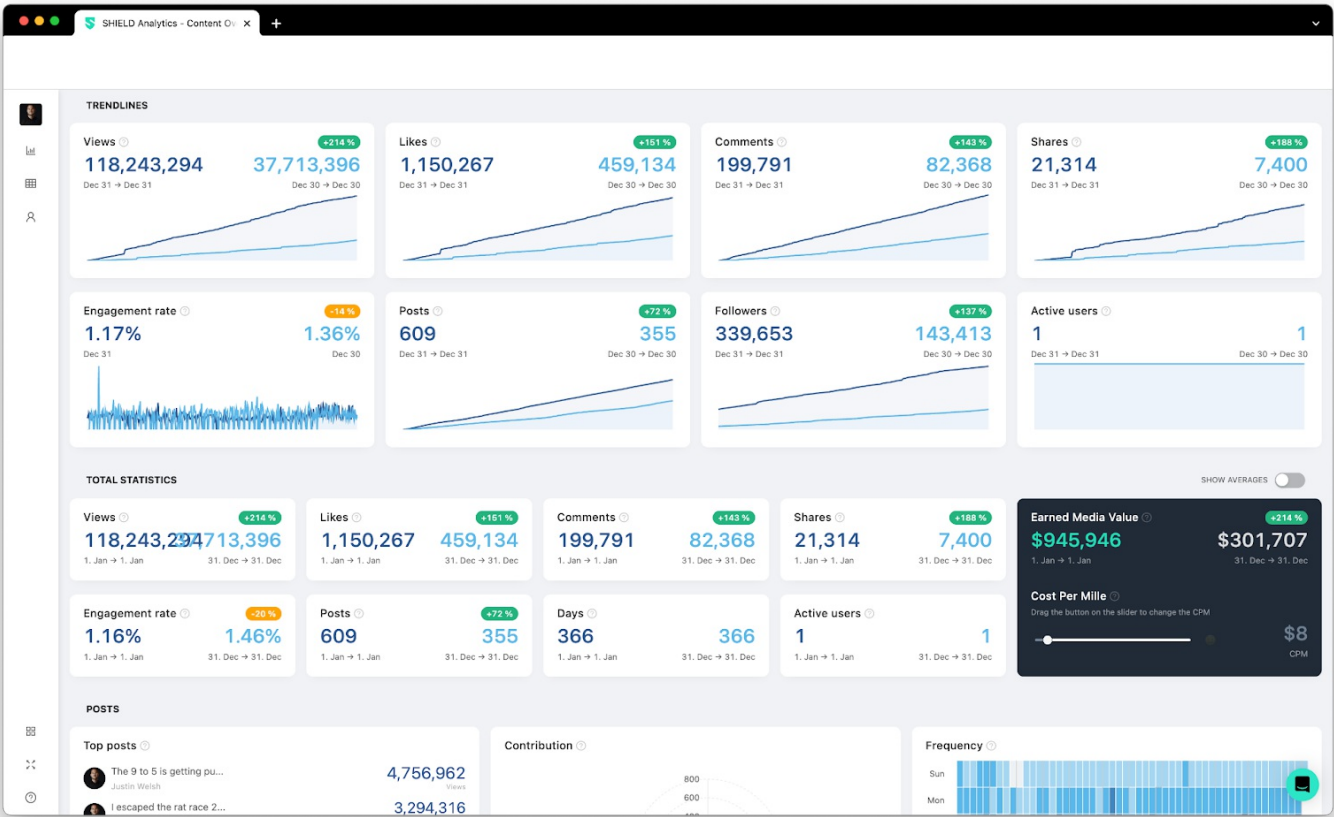 SHIELD Analytics - Content Ov
TRENDLINES
Views +214 %
118,243,294 37,713,396
Dec 31 → Dec 31 Dec 30 → Dec 30
Likes +151 %
1,150,267 459,134
Dec 31 → Dec 31 Dec 30 → Dec 30
Comments +143 %
199,791 82,368
Dec 31 → Dec 31 Dec 30 → Dec 30
Shares +188 %
21,314 7,400
Dec 31 → Dec 31 Dec 30 → Dec 30
Engagement rate -14 %
1.17% 1.36%
Dec 31 Dec 30
Posts +72 %
609 355
Dec 31 → Dec 31 Dec 30 → Dec 30
Followers +137 %
339,653 143,413
Dec 31 → Dec 31 Dec 30 → Dec 30
Active users
1 1
Dec 31 → Dec 31 Dec 30 → Dec 30
TOTAL STATISTICS
SHOW AVERAGES
Views +214 %
118,243,294 37,713,396
1. Jan → 1. Jan 31. Dec → 31. Dec
Likes +151 %
1,150,267 459,134
1. Jan → 1. Jan 31. Dec → 31. Dec
Comments +143 %
199,791 82,368
1. Jan → 1. Jan 31. Dec → 31. Dec
Shares +188 %
21,314 7,400
1. Jan → 1. Jan 31. Dec → 31. Dec
Earned Media Value +214 %
$945,946 $301,707
1. Jan → 1. Jan 31. Dec → 31. Dec
Cost Per Mille
Drag the button on the slider to change the CPM
$8
CPM
Engagement rate -20 %
1.16% 1.46%
1. Jan → 1. Jan 31. Dec → 31. Dec
Posts +72 %
609 355
1. Jan → 1. Jan 31. Dec → 31. Dec
Days
366 366
1. Jan → 1. Jan 31. Dec → 31. Dec
Active users
1 1
1. Jan → 1. Jan 31. Dec → 31. Dec
POSTS
Top posts
The 9 to 5 is getting pu... 4,756,962
Justin Welsh Views
I escaped the rat race 2... 3,294,316
Contribution
800
600
Frequency
Sun
Mon